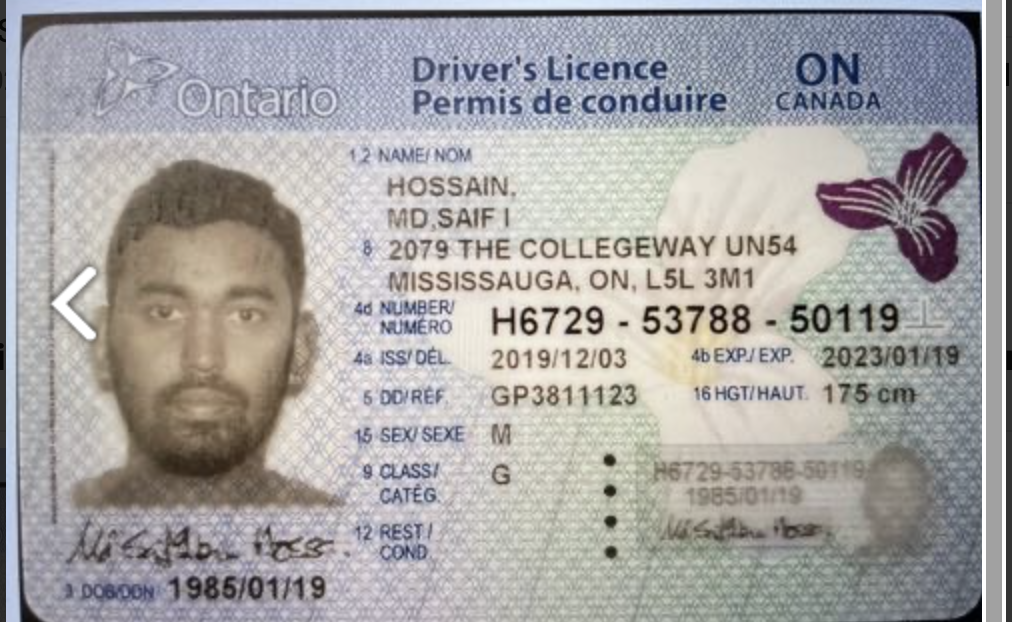 Ontario
Driver's Licence
Permis de conduire
ON
CANADA
1,2 NAME/ NOM
HOSSAIN,
MD,SAIF I
8 2079 THE COLLEGEWAY UN54
MISSISSAUGA, ON, L5L 3M1
4d NUMBER/
NUMÉRO
H6729 - 53788 - 50119
4a ISS/ DÉL. 2019/12/03 4b EXP./ EXP. 2023/01/19
5 DD/ RÉF. GP3811123 16 HGT/HAUT. 175 cm
15 SEX/ SEXE M
9 CLASS/
CATÉG.
G
H6729-53788-50119
1985/01/19
12 REST /
COND.
3 DOB/DDN 1985/01/19